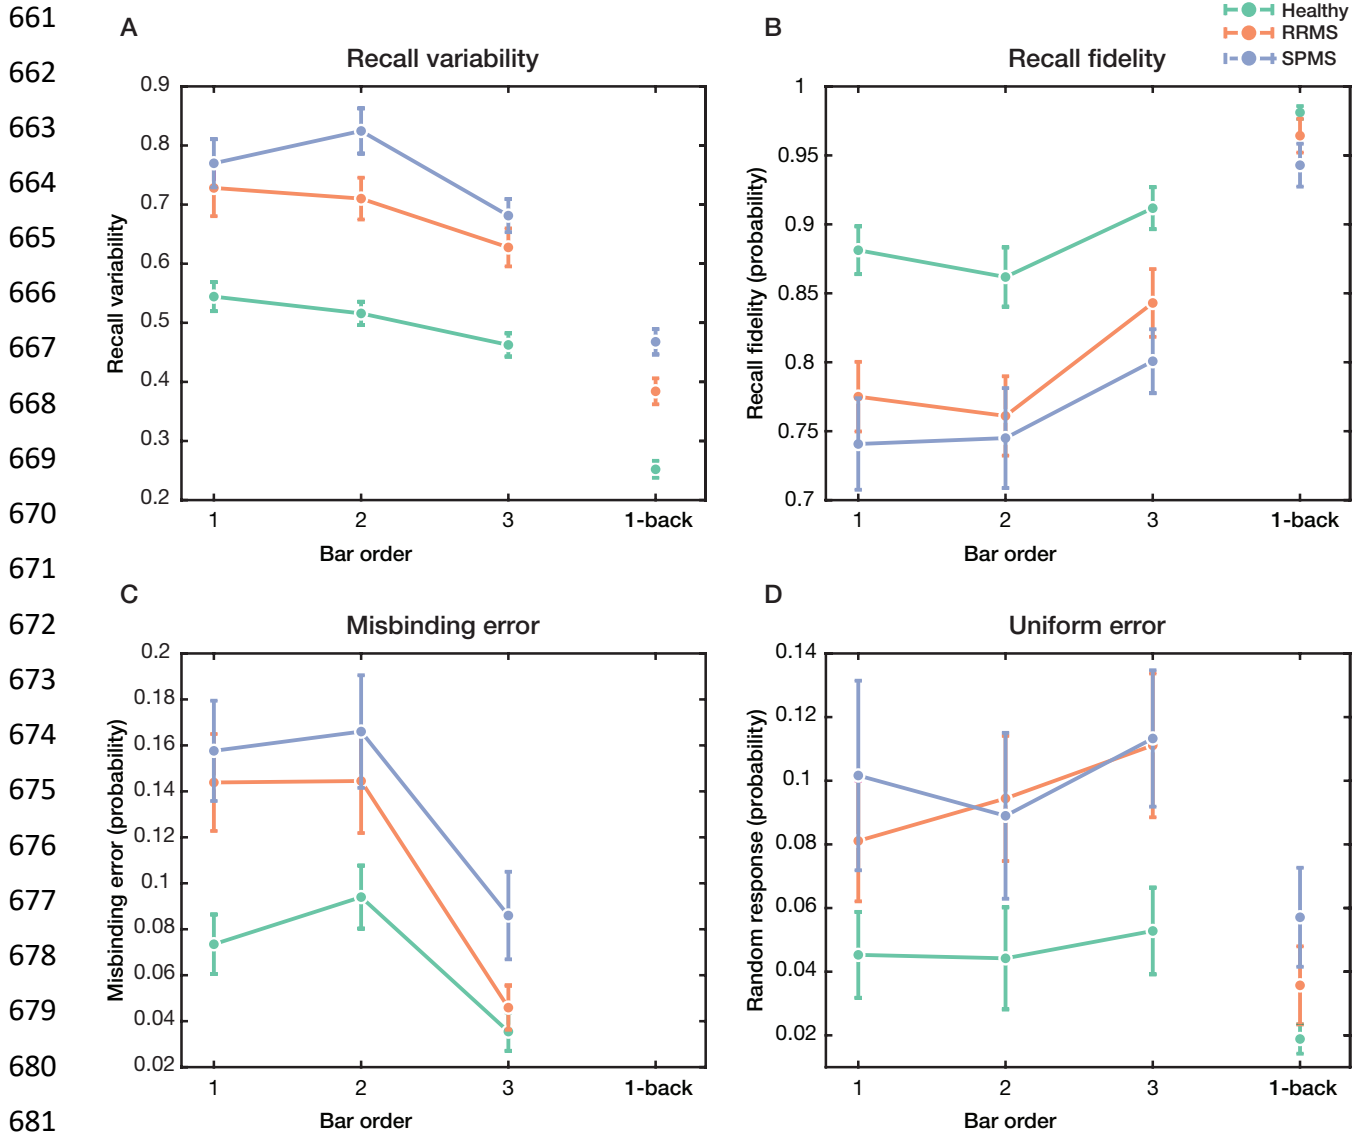 661
662
663
664
665
666
667
668
669
670
671
672
673
674
675
676
677
678
679
680
681
Healthy
RRMS
SPMS
A
Recall variability
Recall variability
0.9
0.8
0.7
0.6
0.5
0.4
0.3
0.2
1
2
3
1-back
Bar order
B
Recall fidelity
Recall fidelity (probability)
1
0.95
0.9
0.85
0.8
0.75
0.7
1
2
3
1-back
Bar order
C
Misbinding error
Misbinding error (probability)
0.2
0.18
0.16
0.14
0.12
0.1
0.08
0.06
0.04
0.02
1
2
3
1-back
Bar order
D
Uniform error
Random response (probability)
0.14
0.12
0.1
0.08
0.06
0.04
0.02
1
2
3
1-back
Bar order